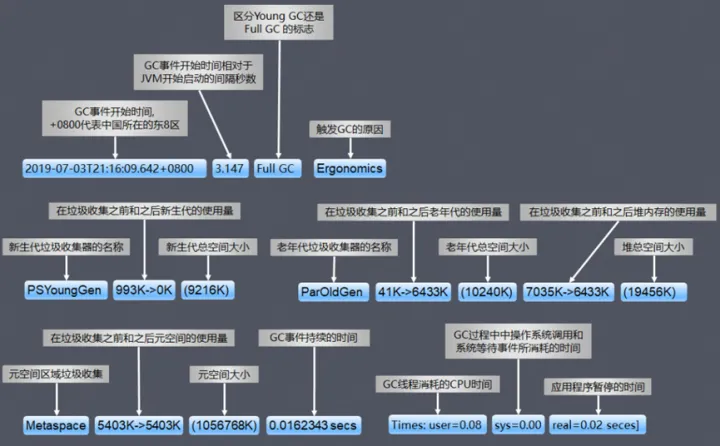 区分Young GC还是
Full GC 的标志
GC事件开始时间相对于
JVM开始启动的间隔秒数
GC事件开始时间,
+0800代表中国所在的东8区
触发GC的原因
2019-07-03T21:16:09.642+0800 3.147 Full GC Ergonomics
在垃圾收集之前和之后新生代的使用量 在垃圾收集之前和之后老年代的使用量 在垃圾收集之前和之后堆内存的使用量
新生代垃圾收集器的名称 新生代总空间大小 老年代垃圾收集器的名称 老年代总空间大小 堆总空间大小
PSYoungGen 993K->0K (9216K) ParOldGen 41K->6433K (10240K) 7035K->6433K (19456K)
在垃圾收集之前和之后元空间的使用量 GC事件持续的时间 GC过程中中操作系统调用和
系统等待事件所消耗的时间
元空间区域垃圾收集 元空间大小 GC线程消耗的CPU时间 应用程序暂停的时间
Metaspace 5403K->5403K (1056768K) 0.0162343 secs Times: user=0.08 sys=0.00 real=0.02 seces]